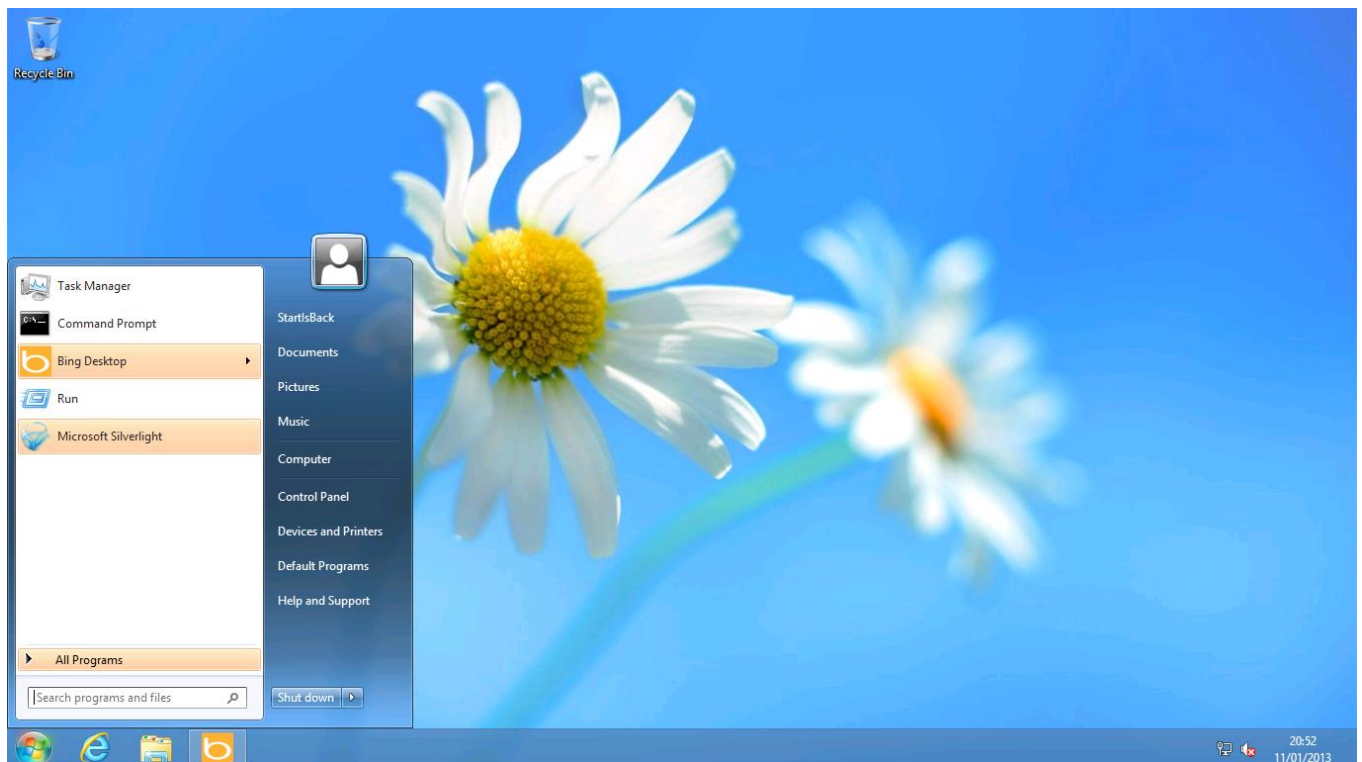 Recycle Bin
Task Manager
Command Prompt
Bing Desktop
Run
Microsoft Silverlight
All Programs
Search programs and files
StartIsBack
Documents
Pictures
Music
Computer
Control Panel
Devices and Printers
Default Programs
Help and Support
Shut down
20:52
11/01/2013